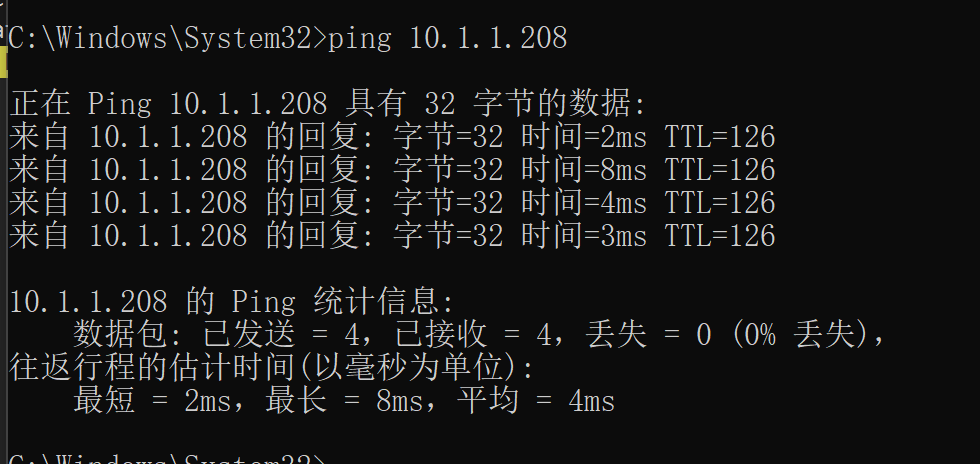 C:\Windows\System32>ping 10.1.1.208
正在 Ping 10.1.1.208 具有 32 字节的数据:
来自 10.1.1.208 的回复: 字节=32 时间=2ms TTL=126
来自 10.1.1.208 的回复: 字节=32 时间=8ms TTL=126
来自 10.1.1.208 的回复: 字节=32 时间=4ms TTL=126
来自 10.1.1.208 的回复: 字节=32 时间=3ms TTL=126
10.1.1.208 的 Ping 统计信息:
数据包: 已发送 = 4，已接收 = 4，丢失 = 0 (0% 丢失)，
往返行程的估计时间(以毫秒为单位):
最短 = 2ms，最长 = 8ms，平均 = 4ms
C:\Windows\System32>